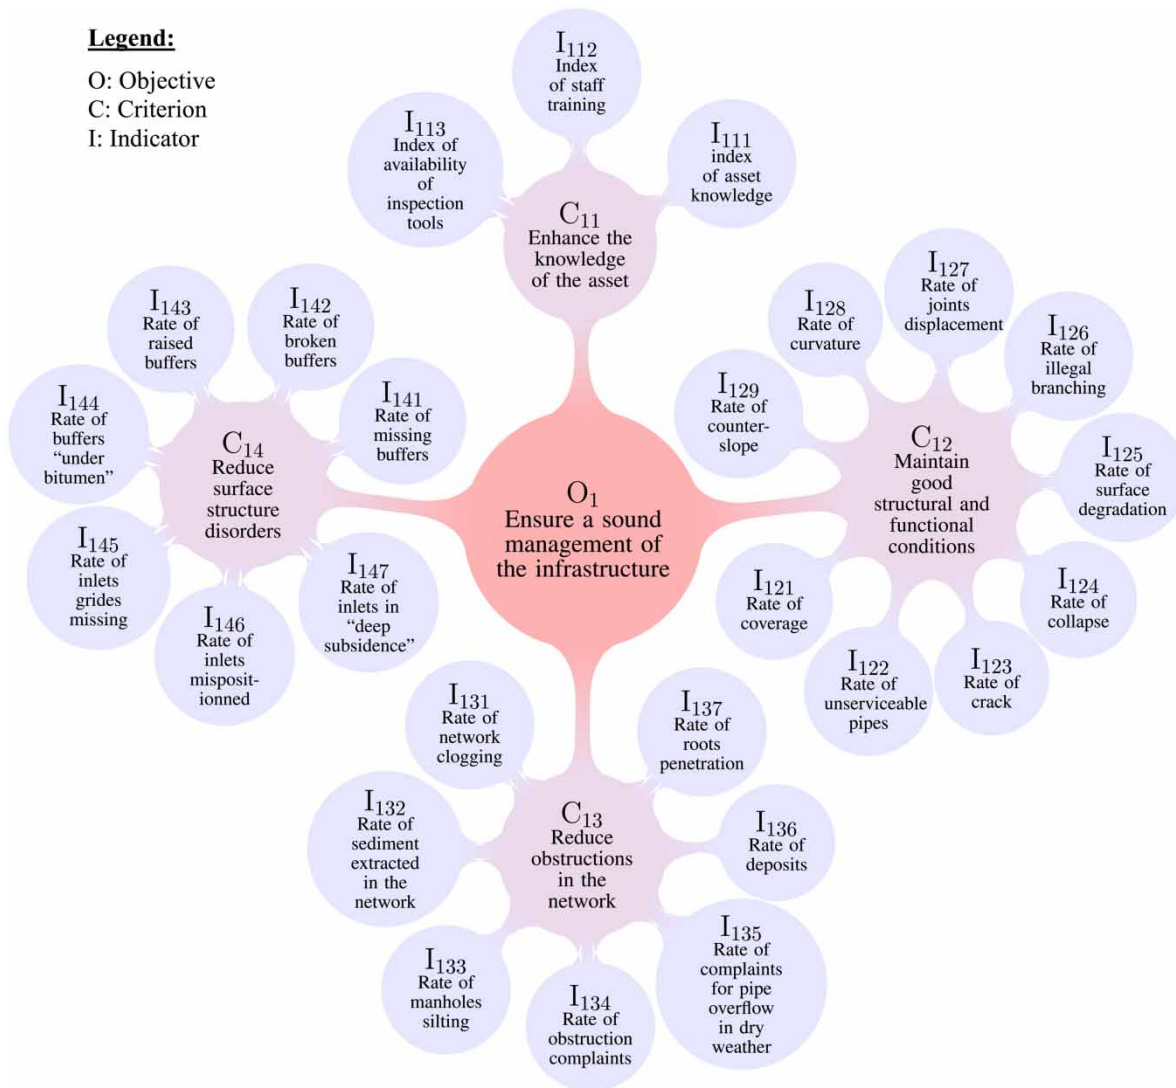 Legend:
O: Objective
C: Criterion
I: Indicator
I112
Index
of staff
training
I113
Index of
availability
of
inspection
tools
I111
index
of asset
knowledge
C11
Enhance the
knowledge
of the asset
I143
Rate of
raised
buffers
I142
Rate of
broken
buffers
I144
Rate of
buffers
“under
bitumen”
I141
Rate of
missing
buffers
C14
Reduce
surface
structure
disorders
I145
Rate of
inlets
grides
missing
I146
Rate of
inlets
misposit-
ionned
I147
Rate of
inlets in
“deep
subsidence”
O1
Ensure a sound
management of
the infrastructure
I127
Rate of
joints
displacement
I128
Rate of
curvature
I126
Rate of
illegal
branching
I129
Rate of
counter-
slope
C12
Maintain
good
structural and
functional
conditions
I125
Rate of
surface
degradation
I121
Rate of
coverage
I124
Rate of
collapse
I122
Rate of
unserviceable
pipes
I123
Rate of
crack
I131
Rate of
network
clogging
I137
Rate of
roots
penetration
I132
Rate of
sediment
extracted
in the
network
C13
Reduce
obstructions
in the
network
I136
Rate of
deposits
I133
Rate of
manholes
silting
I134
Rate of
obstruction
complaints
I135
Rate of
complaints
for pipe
overflow
in dry
weather